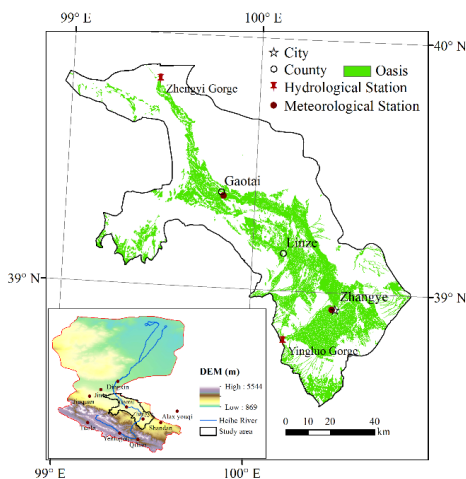 99° E
100° E
40° N
City
County
Oasis
Hydrological Station
Meteorological Station
Zhengyi Gorge
Gaotai
Linze
Zhangye
Yingluo Gorge
39° N
39° N
DEM (m)
High : 5544
Low : 869
Heihe River
Study area
Dingxin
Alax youqi
Shandan
Qilian
0 10 20 40
km
99° E
100° E